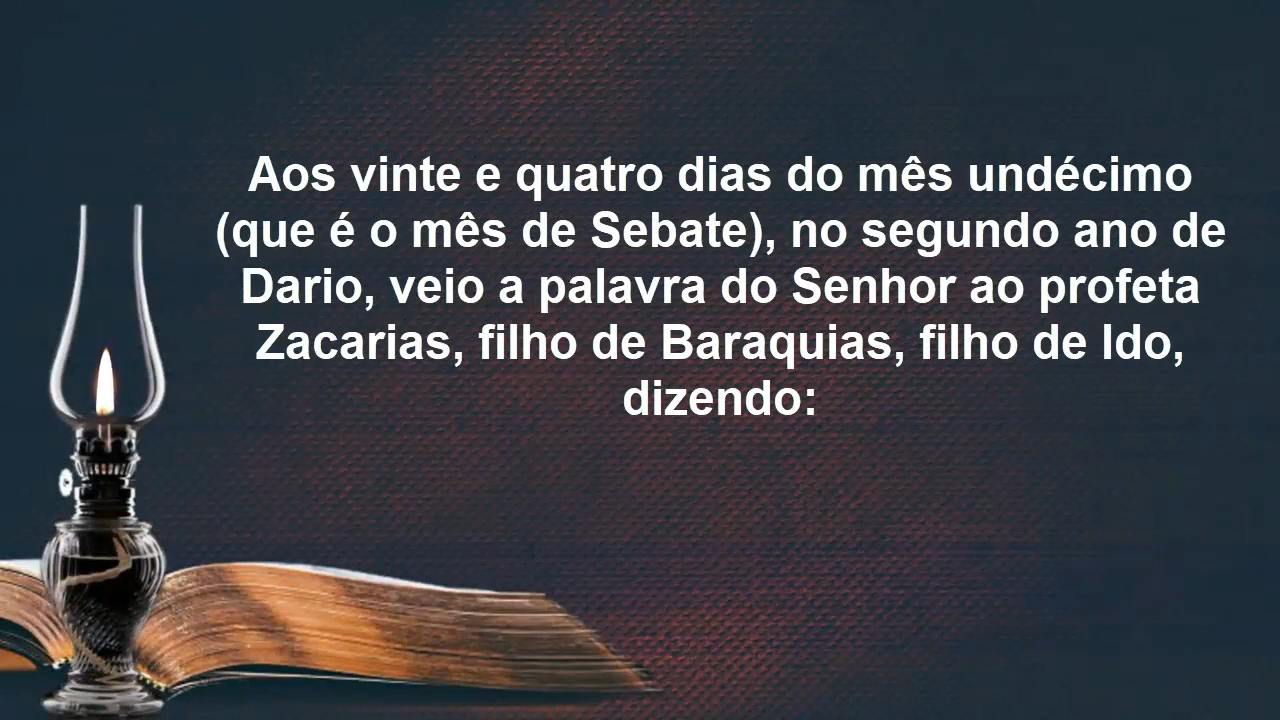 Aos vinte e quatro dias do mês undécimo
(que é o mês de Sebate), no segundo ano de
Dario, veio a palavra do Senhor ao profeta
Zacarias, filho de Baraquias, filho de Ido,
dizendo: